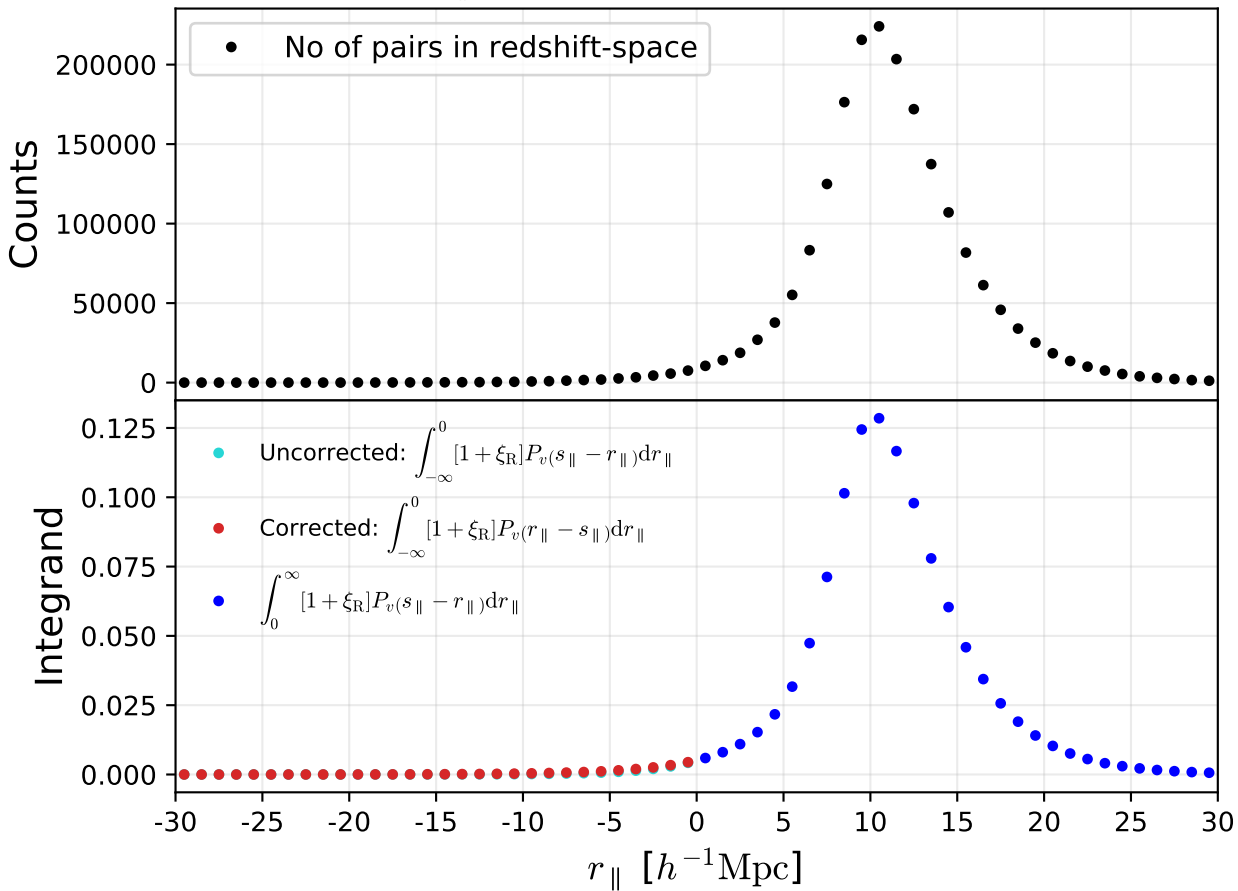 No of pairs in redshift-space
Counts
200000
150000
100000
50000
0
Uncorrected: ∫_{−∞}^{0} [1 + ξ_R]P_{v(}s_∥ − r_∥)dr_∥
Corrected: ∫_{−∞}^{0} [1 + ξ_R]P_{v(}r_∥ − s_∥)dr_∥
∫_{0}^{∞} [1 + ξ_R]P_{v(}s_∥ − r_∥)dr_∥
Integrand
0.125
0.100
0.075
0.050
0.025
0.000
-30 -25 -20 -15 -10 -5 0 5 10 15 20 25 30
r_∥ [h^{−1}Mpc]